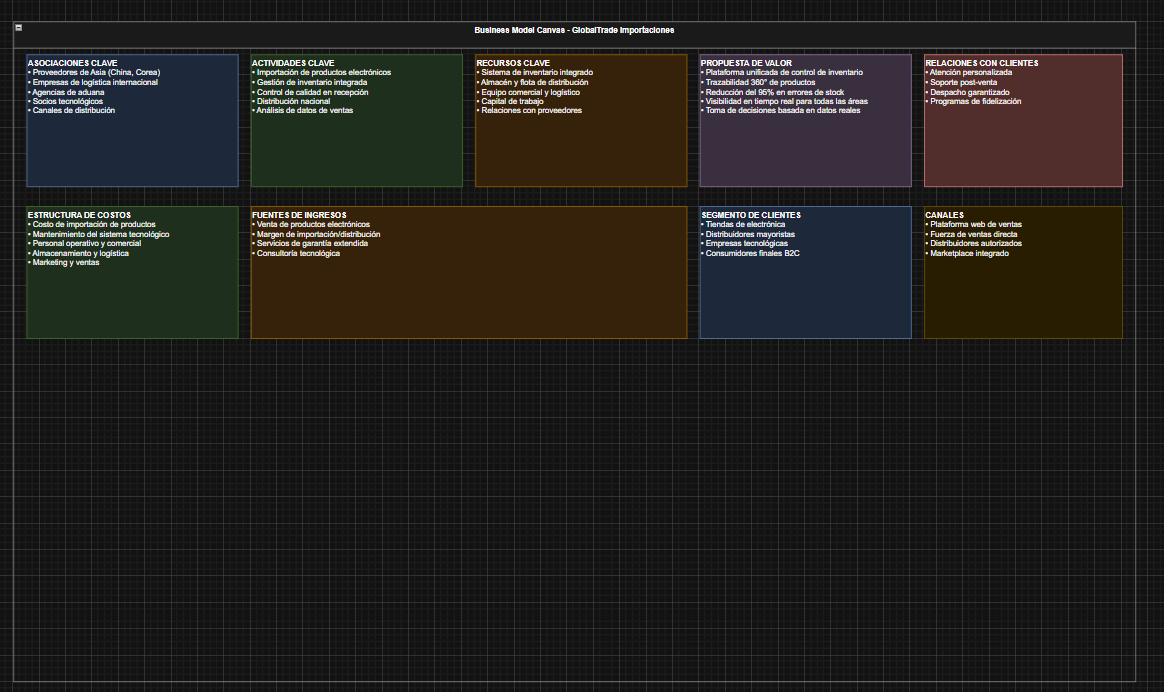 Business Model Canvas - GlobalTrade Importaciones
ASOCIACIONES CLAVE
• Proveedores de Asia (China, Corea)
• Empresas de logística internacional
• Agencias de aduana
• Socios tecnológicos
• Canales de distribución
ACTIVIDADES CLAVE
• Importación de productos electrónicos
• Gestión de inventario integrada
• Control de calidad en recepción
• Distribución nacional
• Análisis de datos de ventas
RECURSOS CLAVE
• Sistema de inventario integrado
• Almacén y flota de distribución
• Equipo comercial y logístico
• Capital de trabajo
• Relaciones con proveedores
PROPUESTA DE VALOR
• Plataforma unificada de control de inventario
• Trazabilidad 360° de productos
• Reducción del 95% en errores de stock
• Visibilidad en tiempo real para todas las áreas
• Toma de decisiones basada en datos reales
RELACIONES CON CLIENTES
• Atención personalizada
• Soporte post-venta
• Despacho garantizado
• Programas de fidelización
ESTRUCTURA DE COSTOS
• Costo de importación de productos
• Mantenimiento del sistema tecnológico
• Personal operativo y comercial
• Almacenamiento y logística
• Marketing y ventas
FUENTES DE INGRESOS
• Venta de productos electrónicos
• Margen de importación/distribución
• Servicios de garantía extendida
• Consultoría tecnológica
SEGMENTO DE CLIENTES
• Tiendas de electrónica
• Distribuidores mayoristas
• Empresas tecnológicas
• Consumidores finales B2C
CANALES
• Plataforma web de ventas
• Fuerza de ventas directa
• Distribuidores autorizados
• Marketplace integrado